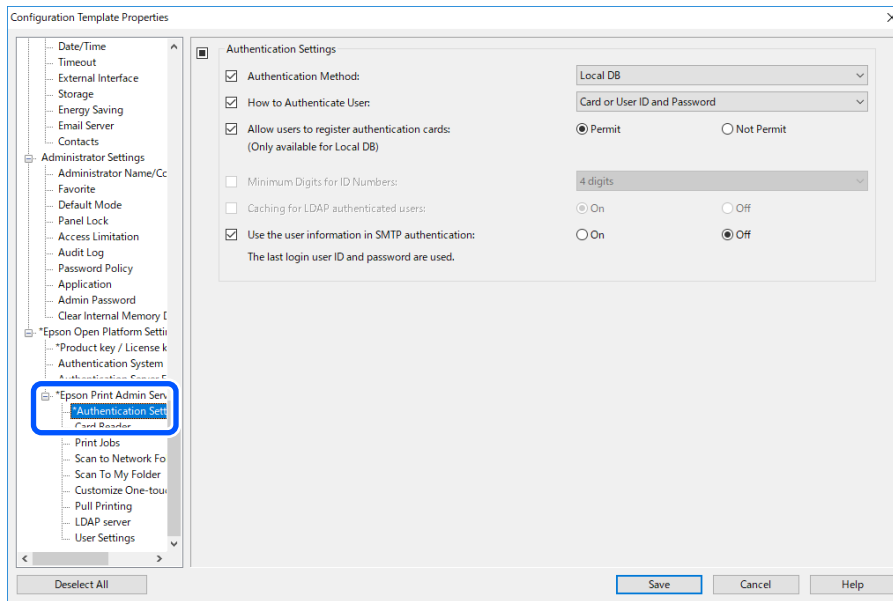 Configuration Template Properties
Date/Time
Timeout
External Interface
Storage
Energy Saving
Email Server
Contacts
Administrator Settings
Administrator Name/Co
Favorite
Default Mode
Panel Lock
Access Limitation
Audit Log
Password Policy
Application
Admin Password
Clear Internal Memory D
*Epson Open Platform Settin
*Product key / License k
Authentication System
*Epson Print Admin Serv
*Authentication Sett
Card Reader
Print Jobs
Scan to Network Fo
Scan To My Folder
Customize One-tou
Pull Printing
LDAP server
User Settings
Authentication Settings
Authentication Method: Local DB
How to Authenticate User: Card or User ID and Password
Allow users to register authentication cards: Permit Not Permit
(Only available for Local DB)
Minimum Digits for ID Numbers: 4 digits
Caching for LDAP authenticated users: On Off
Use the user information in SMTP authentication: On Off
The last login user ID and password are used.
Deselect All Save Cancel Help